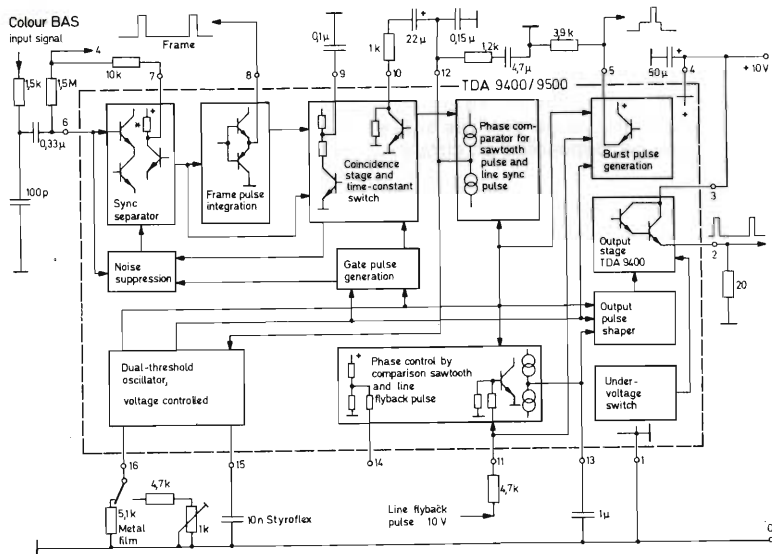 Colour BAS
input signal
4
Frame
0,1µ
1k
22µ
0,15µ
1,2k
4,7µ
3,9k
50µ
+
+10V
1,5k
1,5M
10k
7
8
9
10
12
5
4
TDA 9400/9500
6
0,33µ
100p
*
+
Sync
separator
Frame pulse
integration
Coincidence
stage and
time-constant
switch
Phase com-
parator for
sawtooth
pulse and
line sync
pulse
+
Burst pulse
generation
+
3
Output
stage
TDA 9400
2
20
Noise
suppression
Gate pulse
generation
Output
pulse
shaper
Dual-threshold
oscillator,
voltage controlled
+
Phase control by
comparison sawtooth
and line
flyback pulse
Under-
voltage
switch
16
15
14
11
13
1
4,7k
5,1k
Metal
film
1k
10n Styroflex
Line flyback
pulse 10 V
4,7k
1µ
0